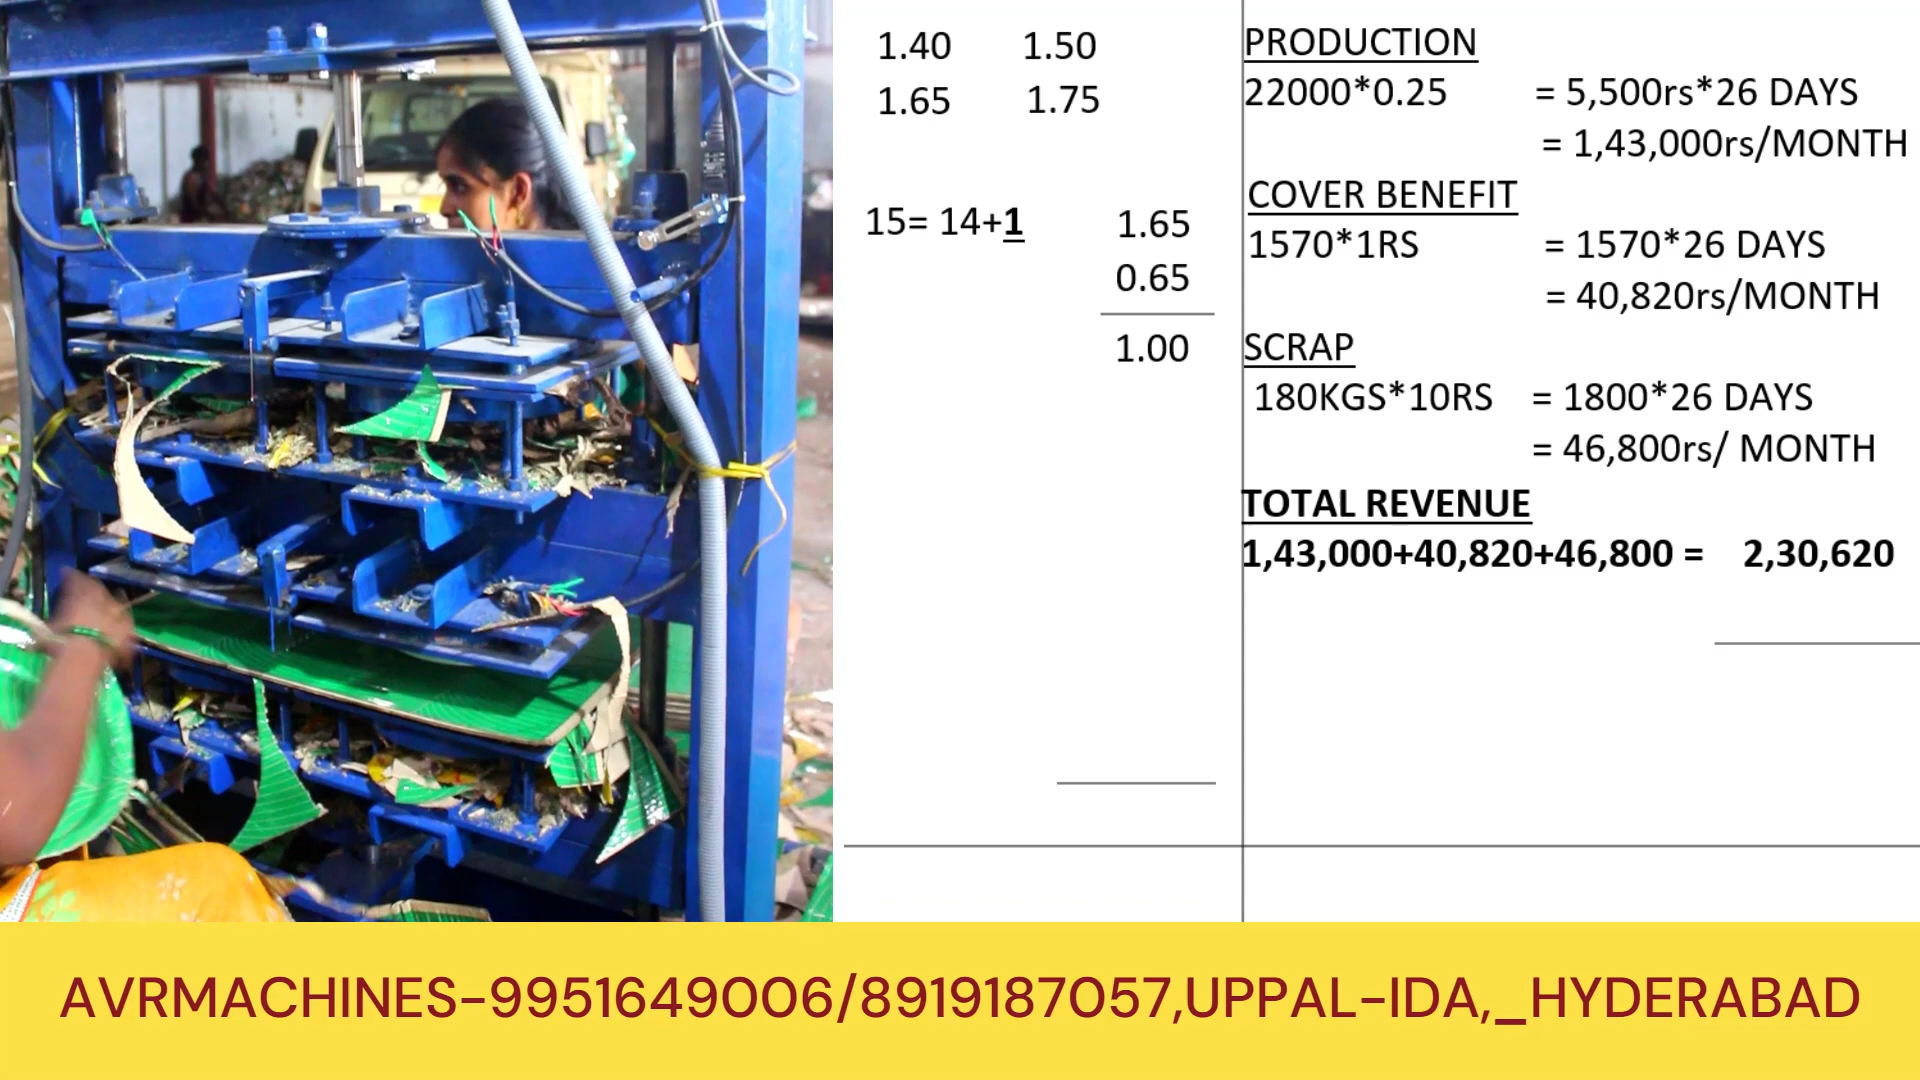 1.40 1.50
1.65 1.75
15= 14+1 1.65
0.65
1.00
PRODUCTION
22000*0.25 = 5,500rs*26 DAYS
= 1,43,000rs/MONTH
COVER BENEFIT
1570*1RS = 1570*26 DAYS
= 40,820rs/MONTH
SCRAP
180KGS*10RS = 1800*26 DAYS
= 46,800rs/ MONTH
TOTAL REVENUE
1,43,000+40,820+46,800 = 2,30,620
AVRMACHINES-9951649006/8919187057,UPPAL-IDA,_HYDERABAD